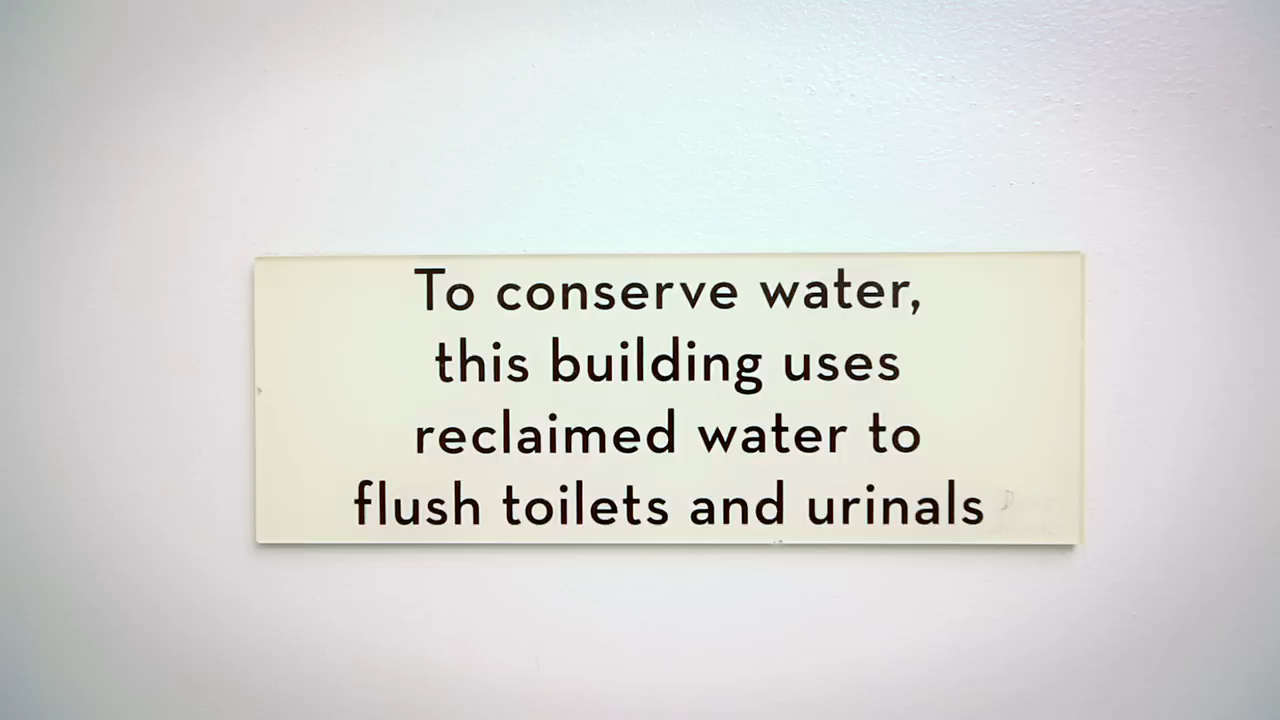 To conserve water,
this building uses
reclaimed water to
flush toilets and urinals